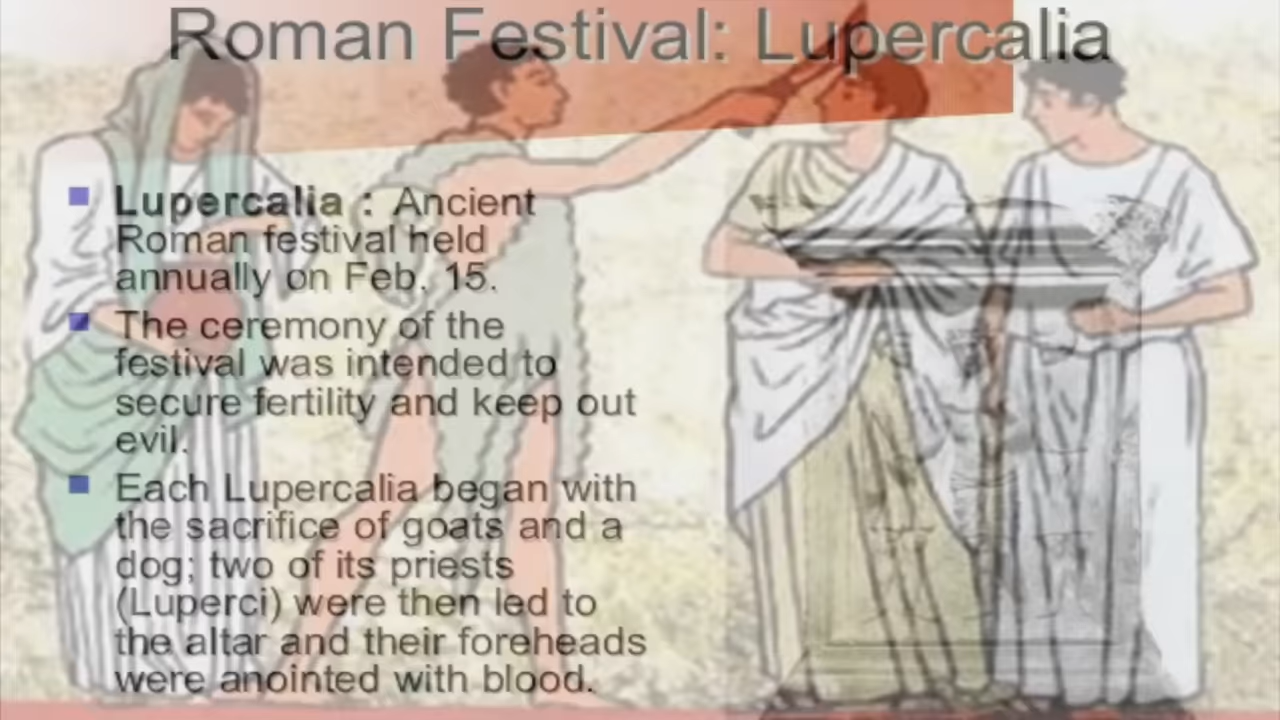 Roman Festival: Lupercalia
Lupercalia : Ancient
Roman festival held
annually on Feb. 15.
The ceremony of the
festival was intended to
secure fertility and keep out
evil.
Each Lupercalia began with
the sacrifice of goats and a
dog; two of its priests
(Luperci) were then led to
the altar and their foreheads
were anointed with blood.